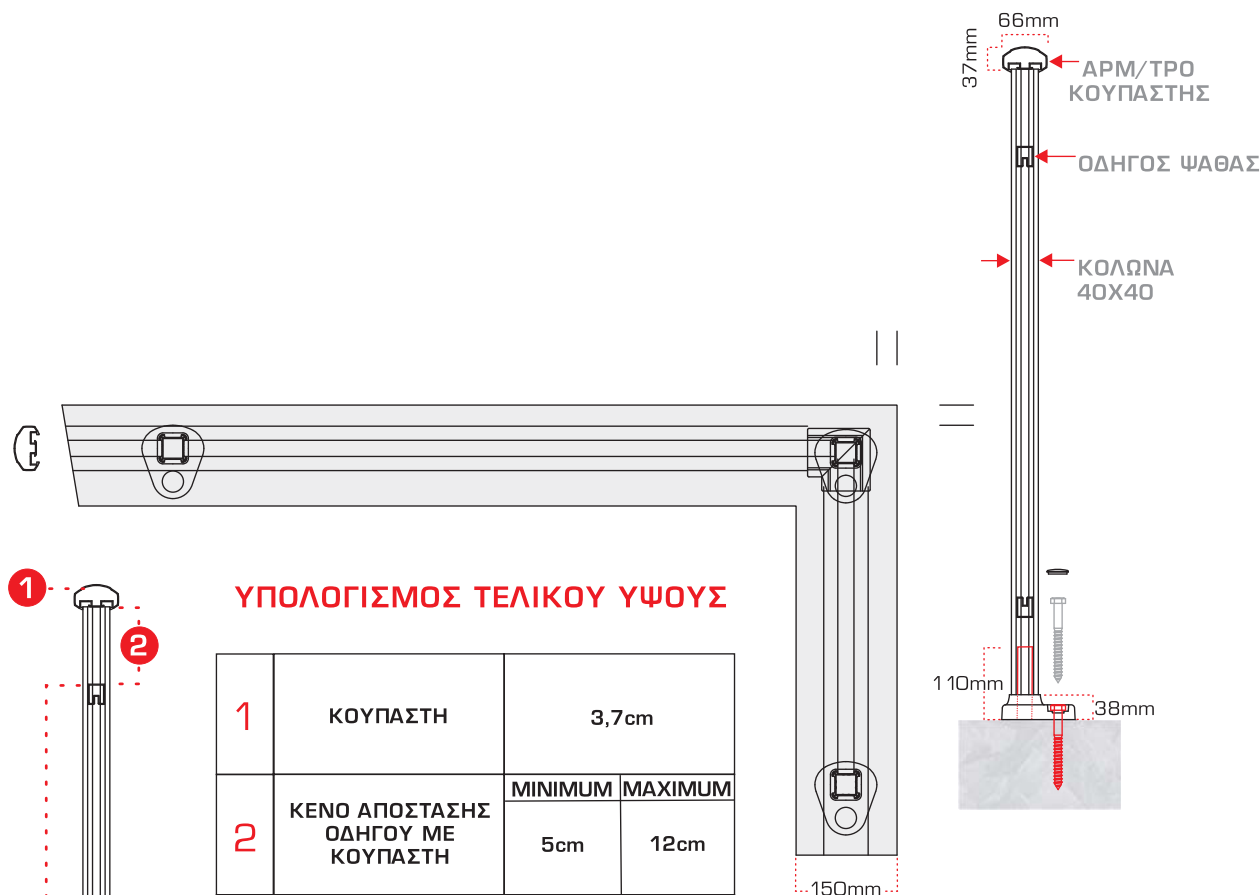 66mm
37mm
ΑΡΜ/ΤΡΟ
ΚΟΥΠΑΣΤΗΣ
ΟΔΗΓΟΣ ΨΑΘΑΣ
ΚΟΛΩΝΑ
40X40
110mm
38mm
150mm
1
2
ΥΠΟΛΟΓΙΣΜΟΣ ΤΕΛΙΚΟΥ ΥΨΟΥΣ
1
ΚΟΥΠΑΣΤΗ
3,7cm
2
ΚΕΝΟ ΑΠΟΣΤΑΣΗΣ
ΟΔΗΓΟΥ ΜΕ
ΚΟΥΠΑΣΤΗ
MINIMUM
MAXIMUM
5cm
12cm